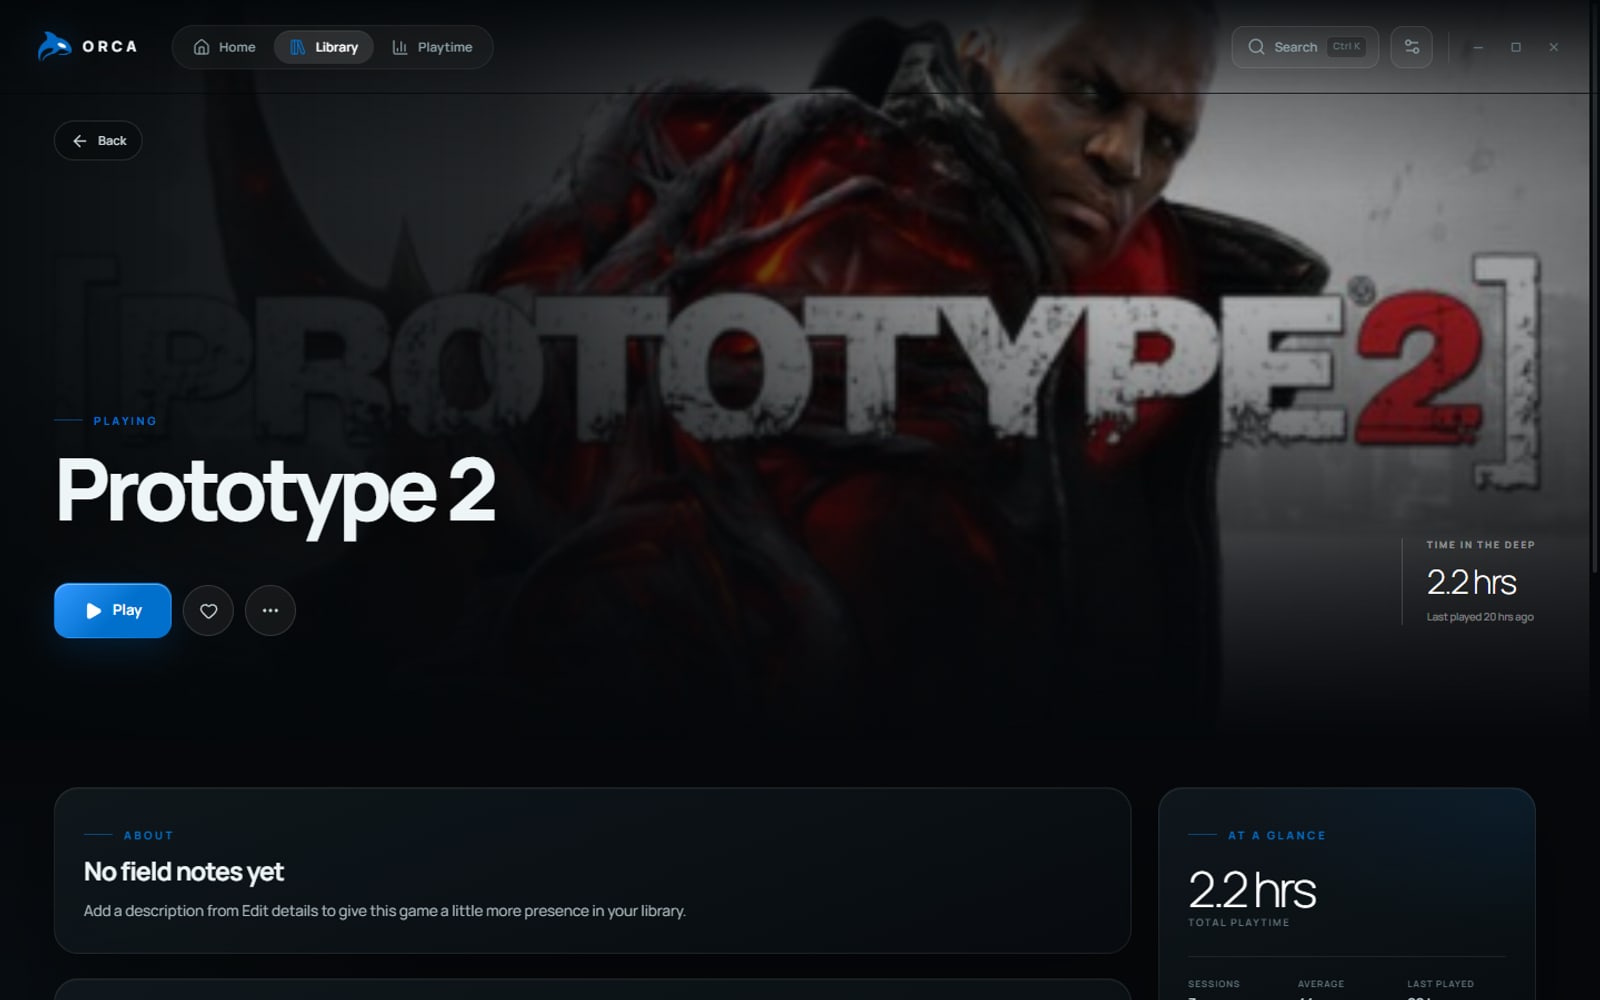 ORCA
Home
Library
Playtime
Search
Ctrl K
Back
[PROTOTYPE®2]
PLAYING
Prototype 2
TIME IN THE DEEP
2.2 hrs
Last played 20 hrs ago
Play
ABOUT
No field notes yet
Add a description from Edit details to give this game a little more presence in your library.
AT A GLANCE
2.2 hrs
TOTAL PLAYTIME
SESSIONS
AVERAGE
LAST PLAYED